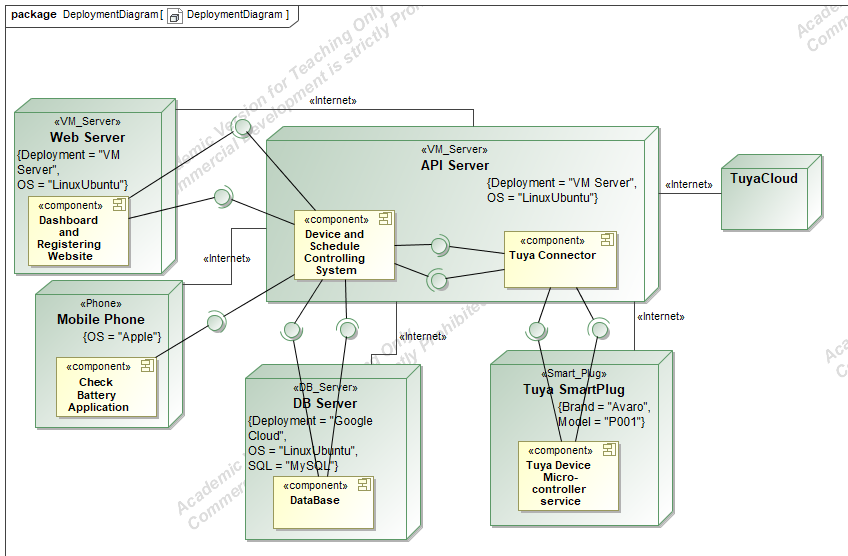 package DeploymentDiagram[ DeploymentDiagram ]
Academic Version for Teaching Only
Commercial Development is strictly Prohibited
«Internet»
«VM_Server»
Web Server
{Deployment = "VM
Server",
OS = "LinuxUbuntu"}
«component»
Dashboard
and
Registering
Website
«VM_Server»
API Server
{Deployment = "VM Server",
OS = "LinuxUbuntu"}
«component»
Device and
Schedule
Controlling
System
«component»
Tuya Connector
«Internet»
TuyaCloud
«Internet»
«Phone»
Mobile Phone
{OS = "Apple"}
«component»
Check
Battery
Application
«Internet»
«DB_Server»
DB Server
{Deployment = "Google
Cloud",
OS = "LinuxUbuntu",
SQL = "MySQL"}
«component»
DataBase
«Internet»
«Smart_Plug»
Tuya SmartPlug
{Brand = "Avaro",
Model = "P001"}
«component»
Tuya Device
Micro-
controller
service